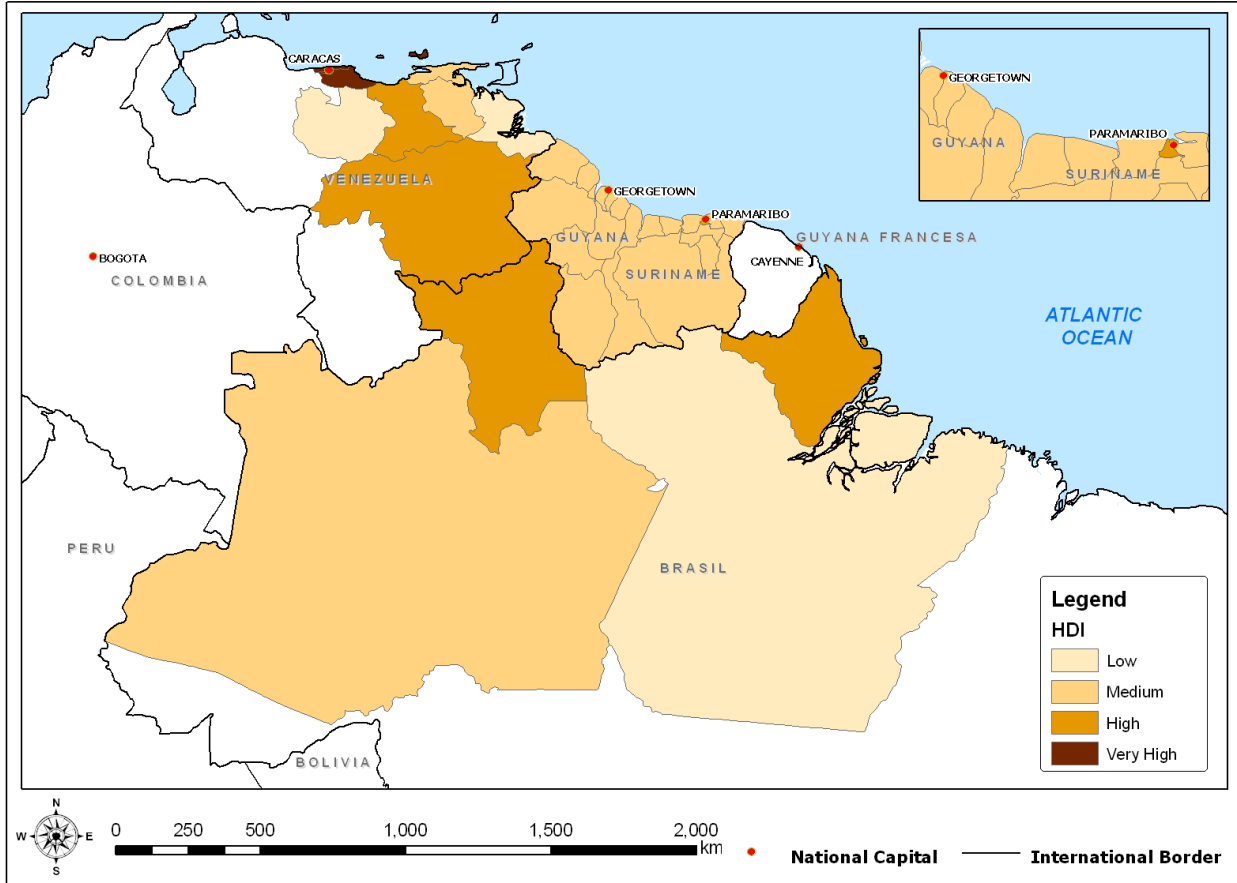 CARACAS
VENEZUELA
GEORGETOWN
PARAMARIBO
GUYANA
GUYANA FRANCESA
SURINAME
CAYENNE
BOGOTA
COLOMBIA
ATLANTIC
OCEAN
PERU
BRASIL
BOLIVIA
GEORGETOWN
PARAMARIBO
GUYANA
SURINAME
Legend
HDI
Low
Medium
High
Very High
N
W
E
S
0 250 500 1,000 1,500 2,000
km
National Capital
International Border